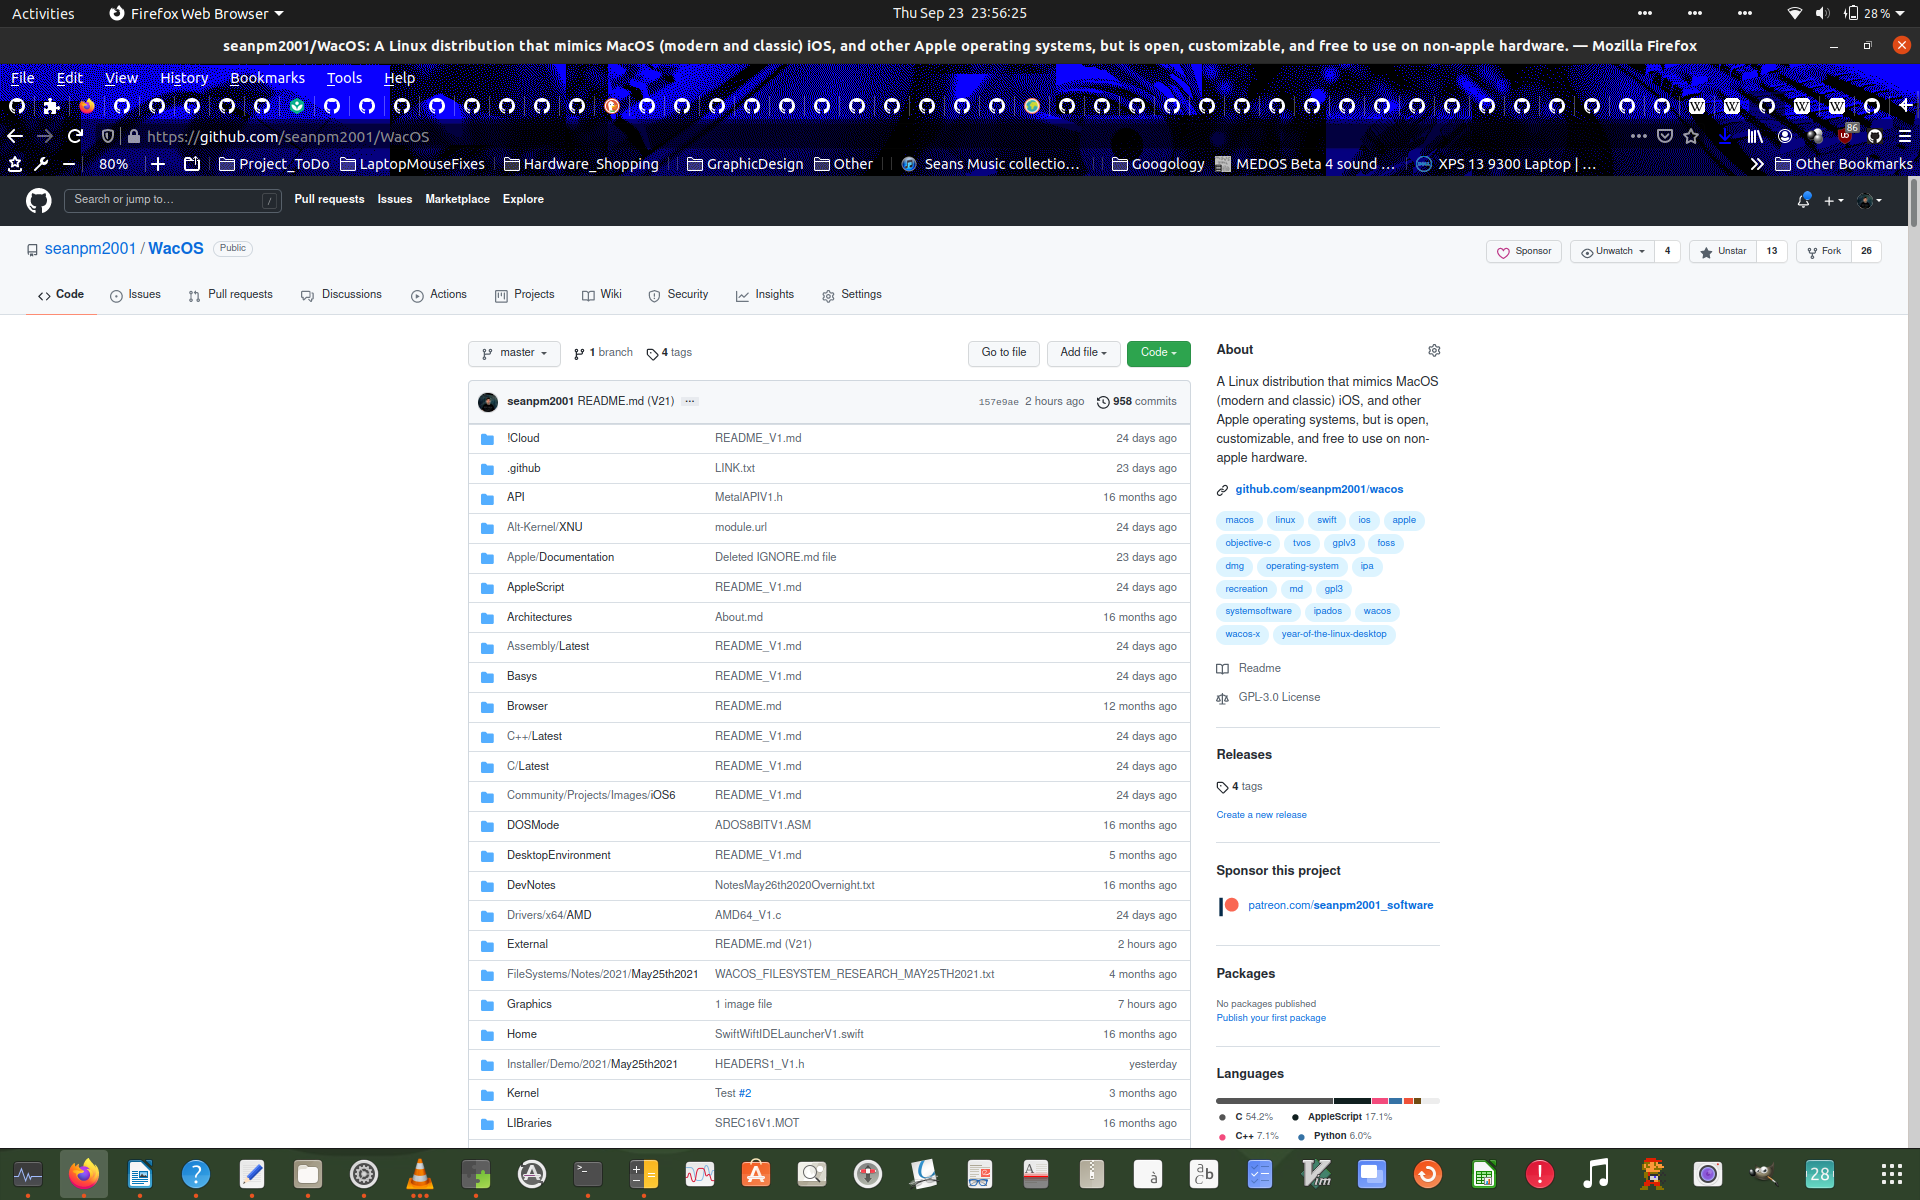 Activities Firefox Web Browser Thu Sep 23 23:56:25 28 %
seanpm2001/WacOS: A Linux distribution that mimics MacOS (modern and classic) iOS, and other Apple operating systems, but is open, customizable, and free to use on non-apple hardware. — Mozilla Firefox
File Edit View History Bookmarks Tools Help
https://github.com/seanpm2001/WacOS 86
80% Project_ToDo LaptopMouseFixes Hardware_Shopping GraphicDesign Other Seans Music collectio… Googology MEDOS Beta 4 sound … XPS 13 9300 Laptop | … Other Bookmarks
Search or jump to… / Pull requests Issues Marketplace Explore
seanpm2001 / WacOS Public Sponsor Unwatch 4 Unstar 13 Fork 26
Code Issues Pull requests Discussions Actions Projects Wiki Security Insights Settings
master 1 branch 4 tags Go to file Add file Code
seanpm2001 README.md (V21) ··· 157e9ae 2 hours ago 958 commits
!Cloud README_V1.md 24 days ago
.github LINK.txt 23 days ago
API MetalAPIV1.h 16 months ago
Alt-Kernel/XNU module.url 24 days ago
Apple/Documentation Deleted IGNORE.md file 23 days ago
AppleScript README_V1.md 24 days ago
Architectures About.md 16 months ago
Assembly/Latest README_V1.md 24 days ago
Basys README_V1.md 24 days ago
Browser README.md 12 months ago
C++/Latest README_V1.md 24 days ago
C/Latest README_V1.md 24 days ago
Community/Projects/Images/iOS6 README_V1.md 24 days ago
DOSMode ADOS8BITV1.ASM 16 months ago
DesktopEnvironment README_V1.md 5 months ago
DevNotes NotesMay26th2020Overnight.txt 16 months ago
Drivers/x64/AMD AMD64_V1.c 24 days ago
External README.md (V21) 2 hours ago
FileSystems/Notes/2021/May25th2021 WACOS_FILESYSTEM_RESEARCH_MAY25TH2021.txt 4 months ago
Graphics 1 image file 7 hours ago
Home SwiftWiftIDELauncherV1.swift 16 months ago
Installer/Demo/2021/May25th2021 HEADERS1_V1.h yesterday
Kernel Test #2 3 months ago
LIBraries SREC16V1.MOT 16 months ago
About
A Linux distribution that mimics MacOS
(modern and classic) iOS, and other
Apple operating systems, but is open,
customizable, and free to use on non-
apple hardware.
github.com/seanpm2001/wacos
macos linux swift ios apple
objective-c tvos gplv3 foss
dmg operating-system ipa
recreation md gpl3
systemsoftware ipados wacos
wacos-x year-of-the-linux-desktop
Readme
GPL-3.0 License
Releases
4 tags
Create a new release
Sponsor this project
patreon.com/seanpm2001_software
Packages
No packages published
Publish your first package
Languages
C 54.2% AppleScript 17.1%
C++ 7.1% Python 6.0%
28